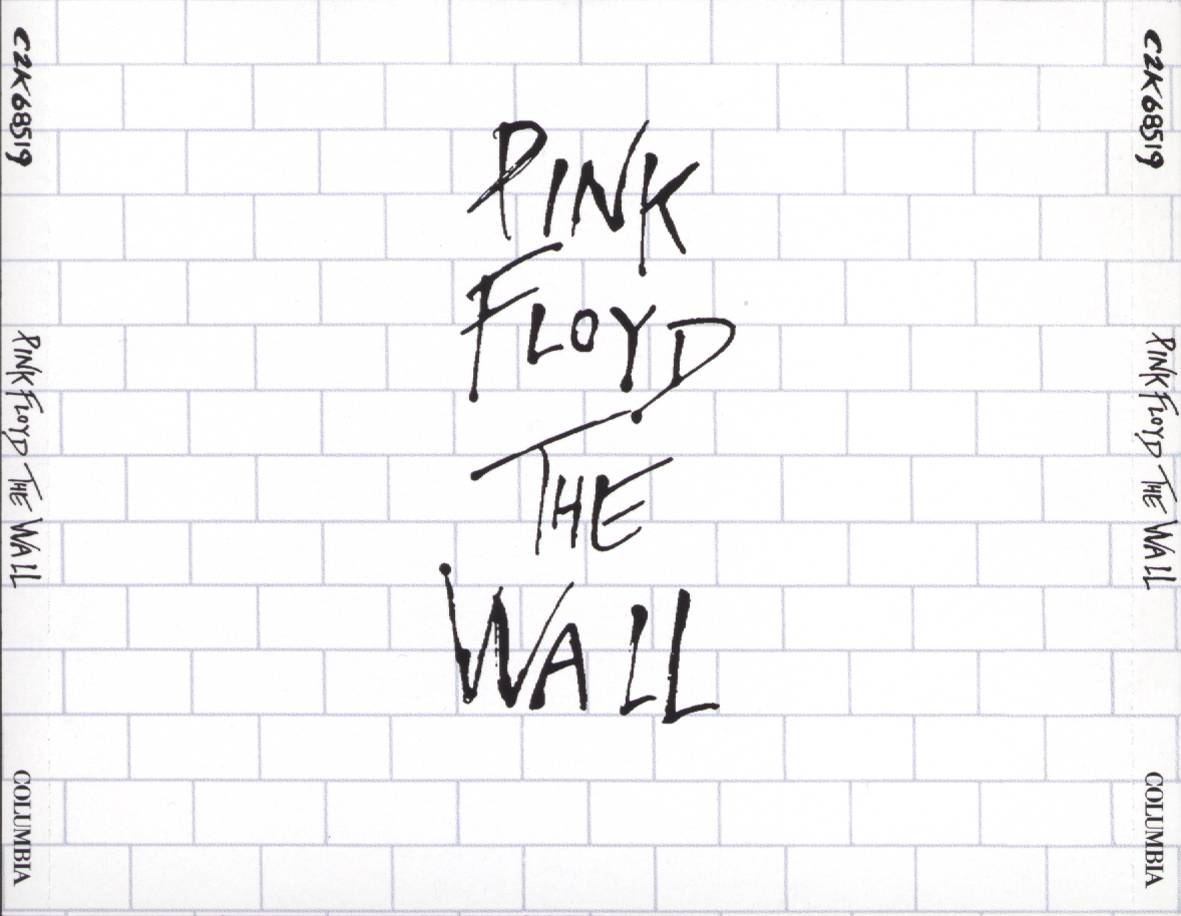 C2K68519
PINK FLOYD THE WALL
COLUMBIA
PINK
FLOYD
THE
WALL
C2K68519
PINK FLOYD THE WALL
COLUMBIA